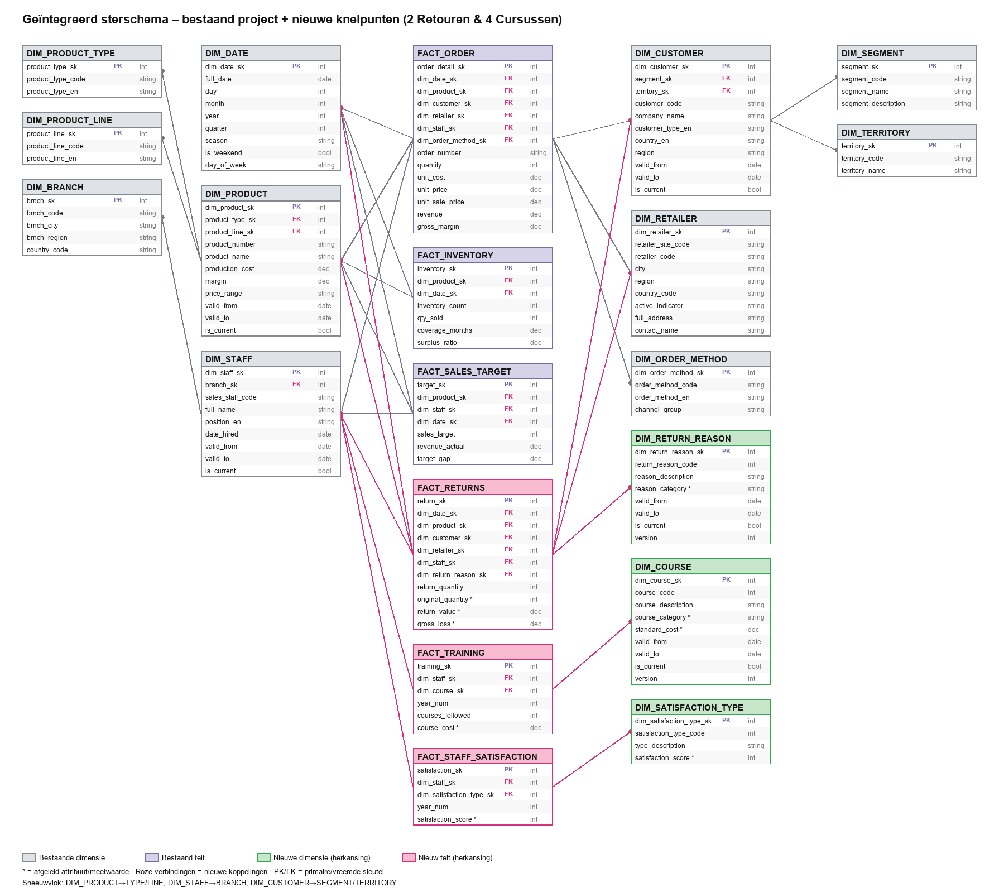 Geïntegreerd sterschema – bestaand project + nieuwe knelpunten (2 Retouren & 4 Cursussen)
DIM_PRODUCT_TYPE
product_type_sk PK int
product_type_code string
product_type_en string
DIM_PRODUCT_LINE
product_line_sk PK int
product_line_code string
product_line_en string
DIM_BRANCH
brnch_sk PK int
brnch_code string
brnch_city string
brnch_region string
country_code string
DIM_DATE
dim_date_sk PK int
full_date date
day int
month int
year int
quarter int
season string
is_weekend bool
day_of_week string
DIM_PRODUCT
dim_product_sk PK int
product_type_sk FK int
product_line_sk FK int
product_number string
product_name string
production_cost dec
margin dec
price_range string
valid_from date
valid_to date
is_current bool
DIM_STAFF
dim_staff_sk PK int
branch_sk FK int
sales_staff_code string
full_name string
position_en string
date_hired date
valid_from date
valid_to date
is_current bool
FACT_ORDER
order_detail_sk PK int
dim_date_sk FK int
dim_product_sk FK int
dim_customer_sk FK int
dim_retailer_sk FK int
dim_staff_sk FK int
dim_order_method_sk FK int
order_number string
quantity int
unit_cost dec
unit_price dec
unit_sale_price dec
revenue dec
gross_margin dec
FACT_INVENTORY
inventory_sk PK int
dim_product_sk FK int
dim_date_sk FK int
inventory_count int
qty_sold int
coverage_months dec
surplus_ratio dec
FACT_SALES_TARGET
target_sk PK int
dim_product_sk FK int
dim_staff_sk FK int
dim_date_sk FK int
sales_target int
revenue_actual dec
target_gap dec
FACT_RETURNS
return_sk PK int
dim_date_sk FK int
dim_product_sk FK int
dim_customer_sk FK int
dim_retailer_sk FK int
dim_staff_sk FK int
dim_return_reason_sk FK int
return_quantity int
original_quantity * int
return_value * dec
gross_loss * dec
FACT_TRAINING
training_sk PK int
dim_staff_sk FK int
dim_course_sk FK int
year_num int
courses_followed int
course_cost * dec
FACT_STAFF_SATISFACTION
satisfaction_sk PK int
dim_staff_sk FK int
dim_satisfaction_type_sk FK int
year_num int
satisfaction_score * int
DIM_CUSTOMER
dim_customer_sk PK int
segment_sk FK int
territory_sk FK int
customer_code string
company_name string
customer_type_en string
country_en string
region string
valid_from date
valid_to date
is_current bool
DIM_RETAILER
dim_retailer_sk PK int
retailer_site_code string
retailer_code string
city string
region string
country_code string
active_indicator string
full_address string
contact_name string
DIM_ORDER_METHOD
dim_order_method_sk PK int
order_method_code string
order_method_en string
channel_group string
DIM_RETURN_REASON
dim_return_reason_sk PK int
return_reason_code int
reason_description string
reason_category * string
valid_from date
valid_to date
is_current bool
version int
DIM_COURSE
dim_course_sk PK int
course_code int
course_description string
course_category * string
standard_cost * dec
valid_from date
valid_to date
is_current bool
version int
DIM_SATISFACTION_TYPE
dim_satisfaction_type_sk PK int
satisfaction_type_code int
type_description string
satisfaction_score * int
DIM_SEGMENT
segment_sk PK int
segment_code string
segment_name string
segment_description string
DIM_TERRITORY
territory_sk PK int
territory_code string
territory_name string
Bestaande dimensie
Bestaand feit
Nieuwe dimensie (herkansing)
Nieuw feit (herkansing)
* = afgeleid attribuut/meetwaarde. Roze verbindingen = nieuwe koppelingen. PK/FK = primaire/vreemde sleutel.
Sneeuwvlok: DIM_PRODUCT→TYPE/LINE, DIM_STAFF→BRANCH, DIM_CUSTOMER→SEGMENT/TERRITORY.